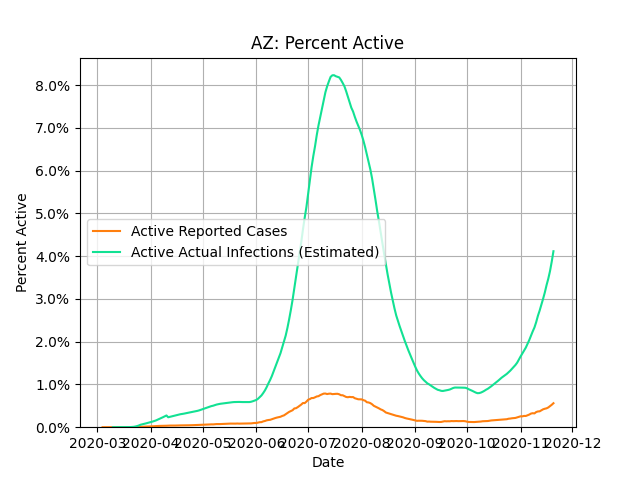 AZ: Percent Active
Percent Active
8.0%
7.0%
6.0%
5.0%
4.0%
3.0%
2.0%
1.0%
0.0%
Active Reported Cases
Active Actual Infections (Estimated)
2020-03 2020-04 2020-05 2020-06 2020-07 2020-08 2020-09 2020-10 2020-11 2020-12
Date